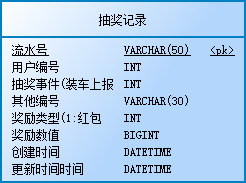 抽奖记录
流水号 VARCHAR(50) <pk>
用户编号 INT
抽奖事件(装车上报 INT
其他编号 VARCHAR(30)
奖励类型(1:红包 INT
奖励数值 BIGINT
创建时间 DATETIME
更新时间时间 DATETIME